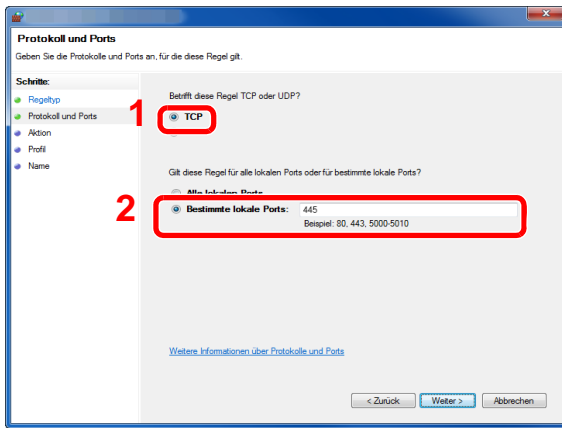 Protokoll und Ports
Geben Sie die Protokolle und Ports an, für die diese Regel gilt.
Schritte:
Regeltyp
Protokoll und Ports
Aktion
Profil
Name
Betrifft diese Regel TCP oder UDP?
1
TCP
Gilt diese Regel für alle lokalen Ports oder für bestimmte lokale Ports?
Alle lokalen Ports
2
Bestimmte lokale Ports: 445
Beispiel: 80, 443, 5000-5010
Weitere Informationen über Protokolle und Ports
< Zurück Weiter > Abbrechen